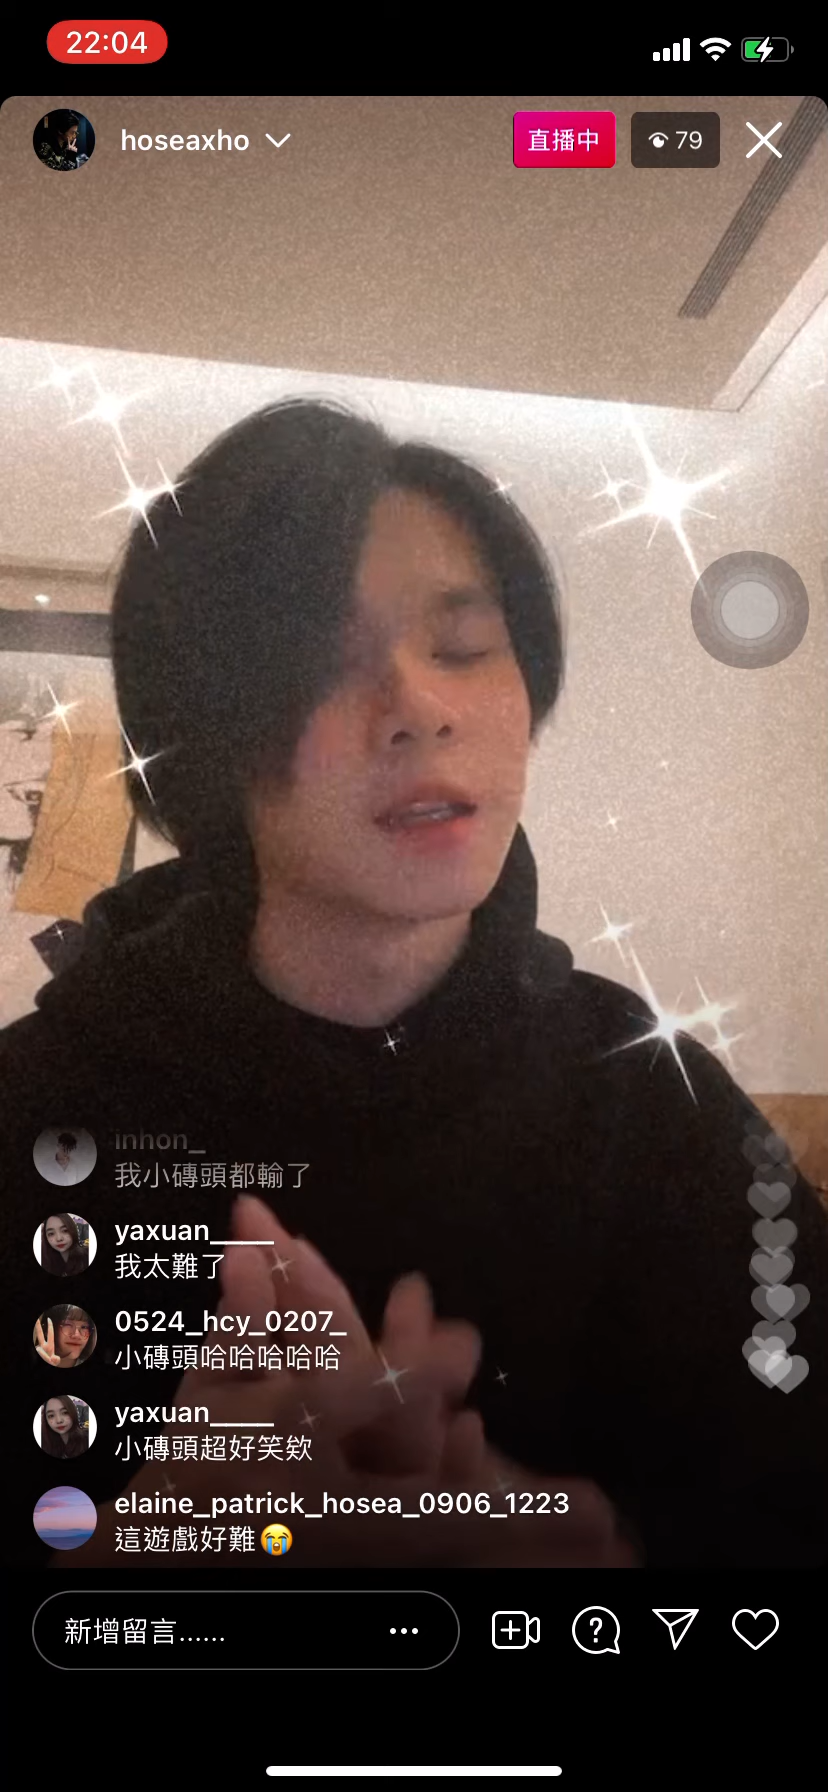 22:04
hoseaxho
直播中
79
inhon_
我小磚頭都輸了
yaxuan____
我太難了
0524_hcy_0207_
小磚頭哈哈哈哈哈
yaxuan____
小磚頭超好笑欸
elaine_patrick_hosea_0906_1223
這遊戲好難😭
新增留言......